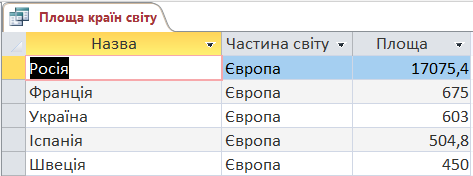 Площа країн світу
Назва Частина світу Площа
Росія Європа 17075,4
Франція Європа 675
Україна Європа 603
Іспанія Європа 504,8
Швеція Європа 450